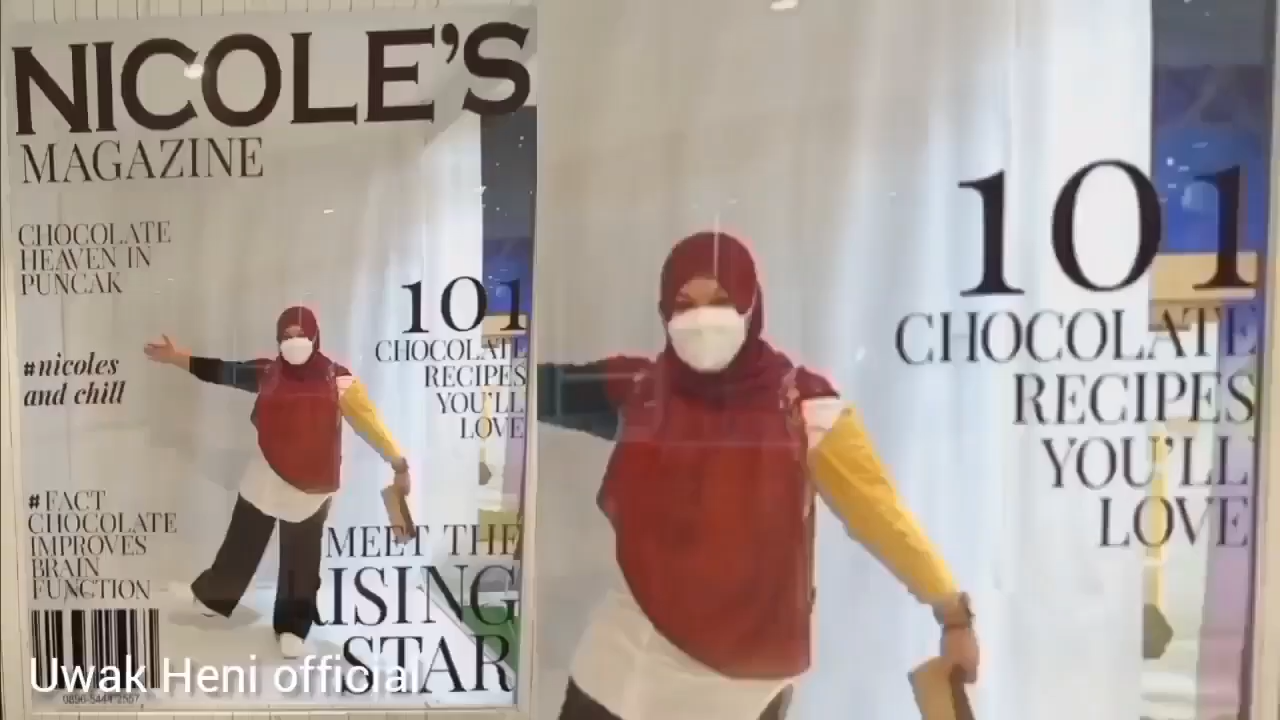 NICOLE'S
MAGAZINE
CHOCOLATE
HEAVEN IN
PUNCAK
#nicoles
and chill
#FACT
CHOCOLATE
IMPROVES
BRAIN
FUNCTION
101
CHOCOLATE
RECIPES
YOU'LL
LOVE
MEET THE
RISING
STAR
Uwak Heni official
101
CHOCOLATE
RECIPES
YOU'LL
LOVE